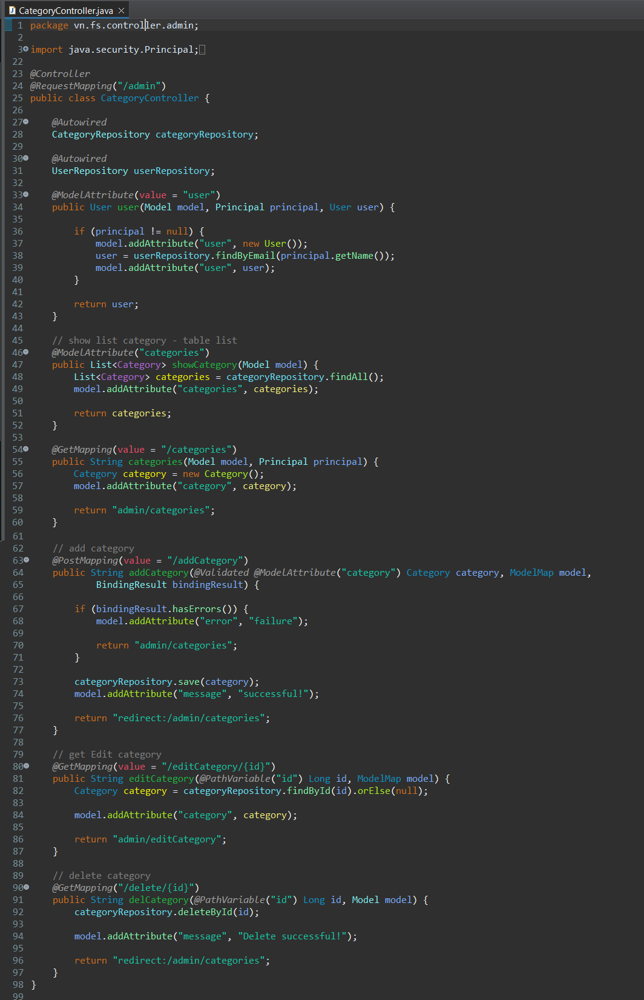 CategoryController.java
1 package vn.fs.controller.admin;
2
3 import java.security.Principal;
22
23 @Controller
24 @RequestMapping("/admin")
25 public class CategoryController {
26
27     @Autowired
28     CategoryRepository categoryRepository;
29
30     @Autowired
31     UserRepository userRepository;
32
33     @ModelAttribute(value = "user")
34     public User user(Model model, Principal principal, User user) {
35
36         if (principal != null) {
37             model.addAttribute("user", new User());
38             user = userRepository.findByEmail(principal.getName());
39             model.addAttribute("user", user);
40         }
41
42         return user;
43     }
44
45     // show list category - table list
46     @ModelAttribute("categories")
47     public List<Category> showCategory(Model model) {
48         List<Category> categories = categoryRepository.findAll();
49         model.addAttribute("categories", categories);
50
51         return categories;
52     }
53
54     @GetMapping(value = "/categories")
55     public String categories(Model model, Principal principal) {
56         Category category = new Category();
57         model.addAttribute("category", category);
58
59         return "admin/categories";
60     }
61
62     // add category
63     @PostMapping(value = "/addCategory")
64     public String addCategory(@Validated @ModelAttribute("category") Category category, ModelMap model,
65             BindingResult bindingResult) {
66
67         if (bindingResult.hasErrors()) {
68             model.addAttribute("error", "failure");
69
70             return "admin/categories";
71         }
72
73         categoryRepository.save(category);
74         model.addAttribute("message", "successful!");
75
76         return "redirect:/admin/categories";
77     }
78
79     // get Edit category
80     @GetMapping(value = "/editCategory/{id}")
81     public String editCategory(@PathVariable("id") Long id, ModelMap model) {
82         Category category = categoryRepository.findById(id).orElse(null);
83
84         model.addAttribute("category", category);
85
86         return "admin/editCategory";
87     }
88
89     // delete category
90     @GetMapping("/delete/{id}")
91     public String delCategory(@PathVariable("id") Long id, Model model) {
92         categoryRepository.deleteById(id);
93
94         model.addAttribute("message", "Delete successful!");
95
96         return "redirect:/admin/categories";
97     }
98 }
99